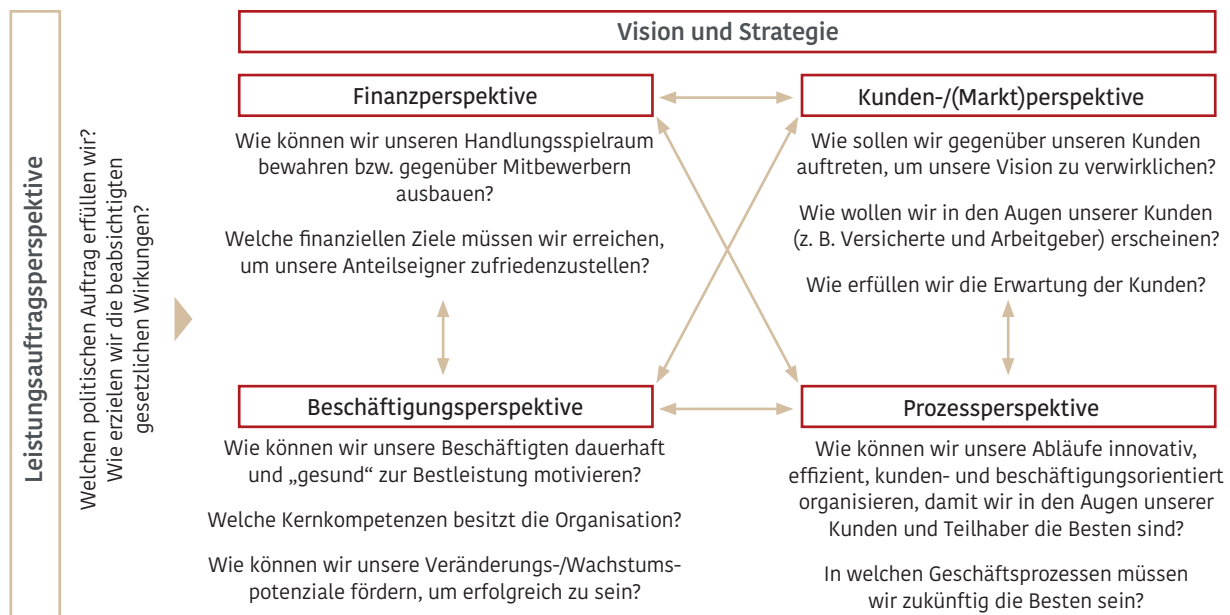 Leistungsauftragsperspektive
Welchen politischen Auftrag erfüllen wir?
Wie erzielen wir die beabsichtigten
gesetzlichen Wirkungen?
Vision und Strategie
Finanzperspektive
Wie können wir unseren Handlungsspielraum
bewahren bzw. gegenüber Mitbewerbern
ausbauen?
Welche finanziellen Ziele müssen wir erreichen,
um unsere Anteilseigner zufriedenzustellen?
Kunden-/(Markt)perspektive
Wie sollen wir gegenüber unseren Kunden
auftreten, um unsere Vision zu verwirklichen?
Wie wollen wir in den Augen unserer Kunden
(z. B. Versicherte und Arbeitgeber) erscheinen?
Wie erfüllen wir die Erwartung der Kunden?
Beschäftigungsperspektive
Wie können wir unsere Beschäftigten dauerhaft
und „gesund“ zur Bestleistung motivieren?
Welche Kernkompetenzen besitzt die Organisation?
Wie können wir unsere Veränderungs-/Wachstums-
potenziale fördern, um erfolgreich zu sein?
Prozessperspektive
Wie können wir unsere Abläufe innovativ,
effizient, kunden- und beschäftigungsorientiert
organisieren, damit wir in den Augen unserer
Kunden und Teilhaber die Besten sind?
In welchen Geschäftsprozessen müssen
wir zukünftig die Besten sein?